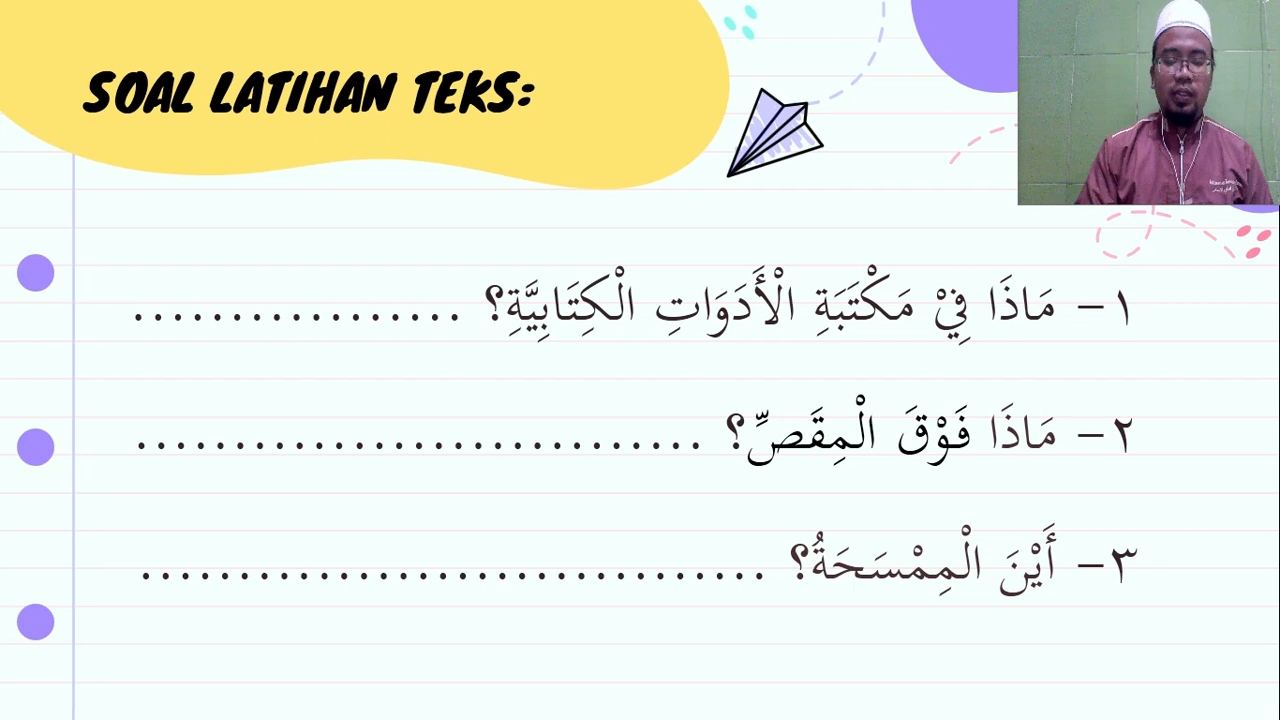 SOAL LATIHAN TEKS:
١- مَاذَا فِيْ مَكْتَبَةِ الْأَدَوَاتِ الْكِتَابِيَّةِ؟ .................
٢- مَاذَا فَوْقَ الْمِقَصِّ؟ .............................
٣- أَيْنَ الْمِمْسَحَةُ؟ ................................